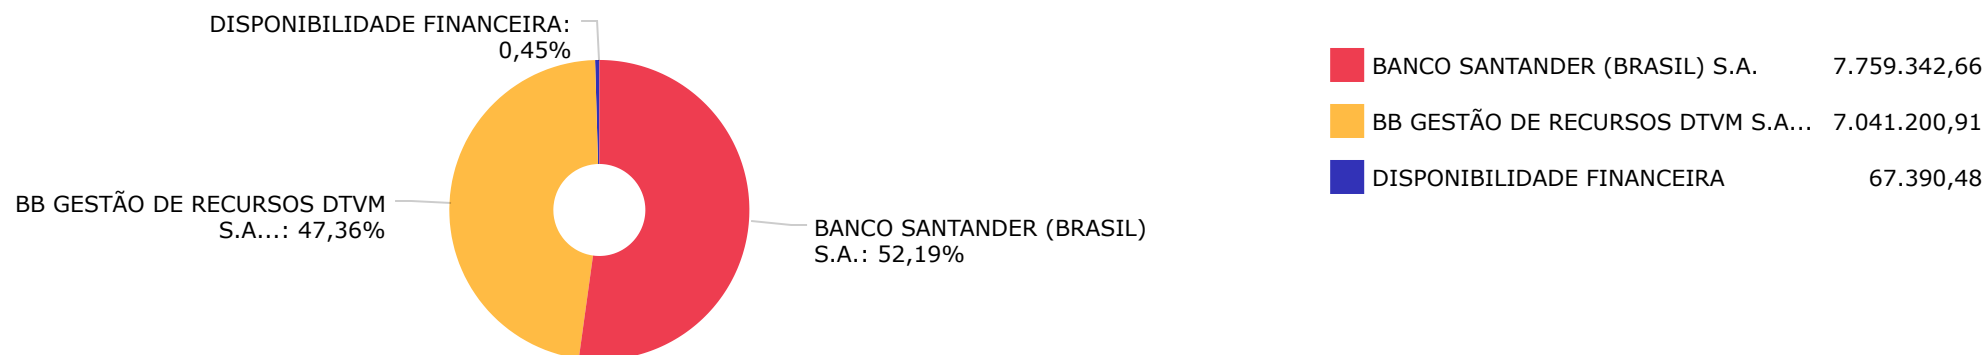 DISPONIBILIDADE FINANCEIRA:
0,45%
BB GESTÃO DE RECURSOS DTVM
S.A...: 47,36%
BANCO SANTANDER (BRASIL)
S.A.: 52,19%
BANCO SANTANDER (BRASIL) S.A. 7.759.342,66
BB GESTÃO DE RECURSOS DTVM S.A... 7.041.200,91
DISPONIBILIDADE FINANCEIRA 67.390,48